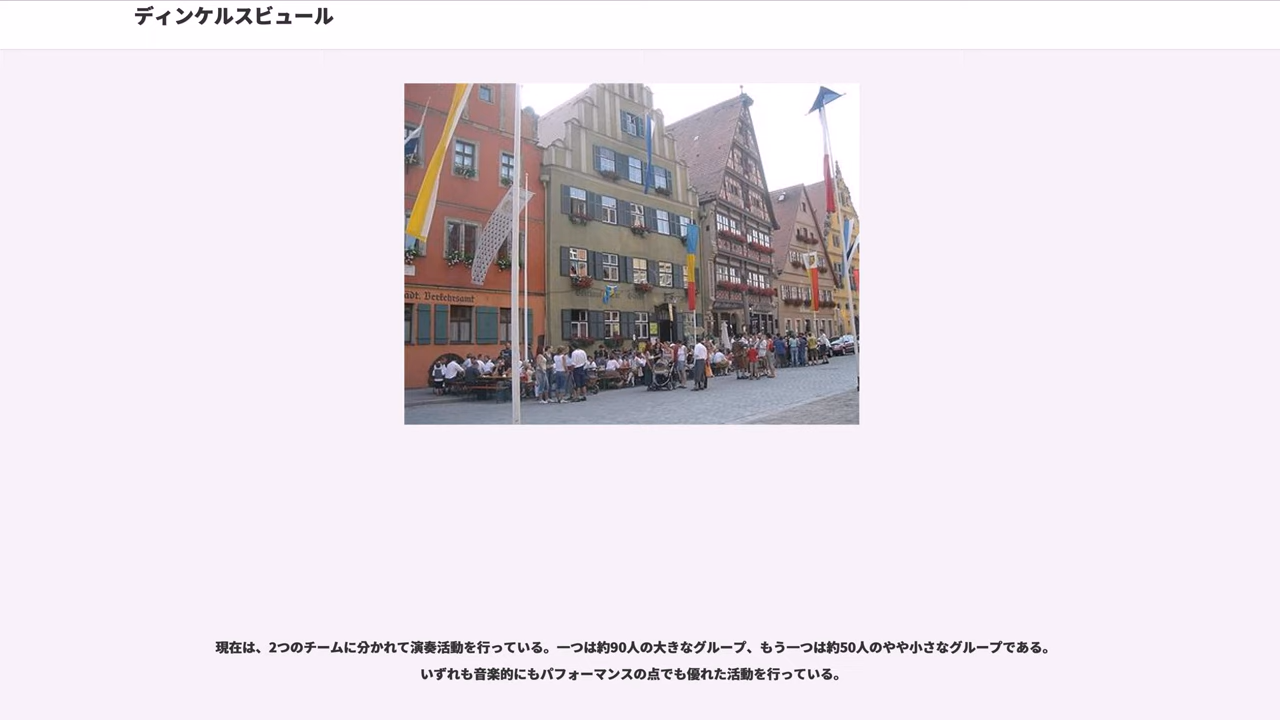 ディンケルスビュール
ädt. Verkehrsamt
現在は、2つのチームに分かれて演奏活動を行っている。一つは約90人の大きなグループ、もう一つは約50人のやや小さなグループである。
いずれも音楽的にもパフォーマンスの点でも優れた活動を行っている。